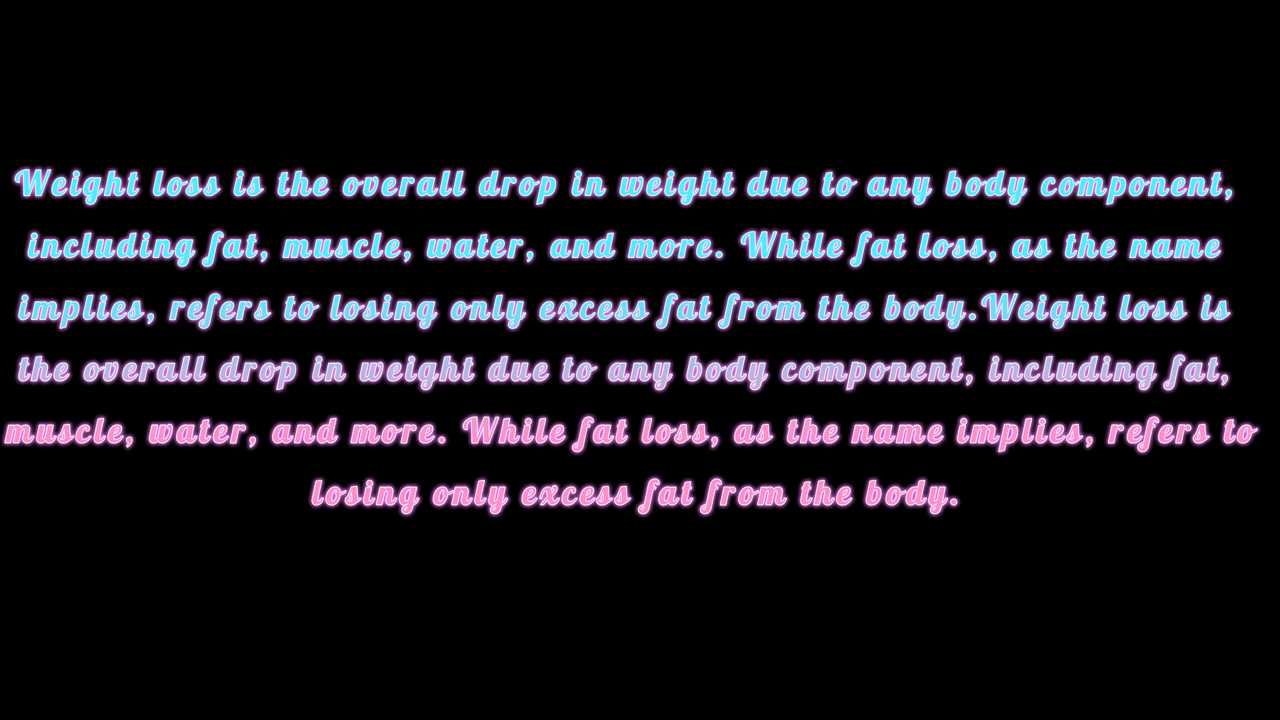 Weight loss is the overall drop in weight due to any body component,
including fat, muscle, water, and more. While fat loss, as the name
implies, refers to losing only excess fat from the body.Weight loss is
the overall drop in weight due to any body component, including fat,
muscle, water, and more. While fat loss, as the name implies, refers to
losing only excess fat from the body.